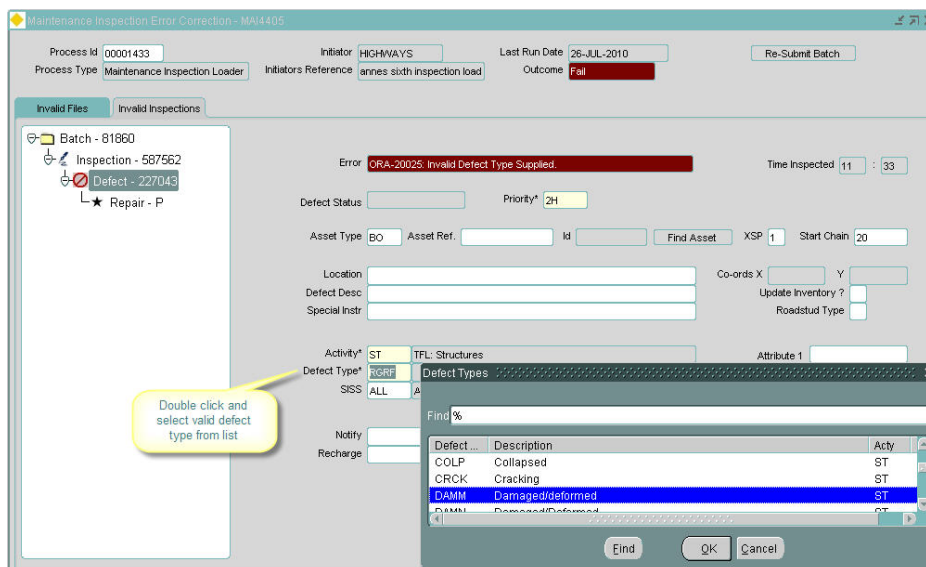 Maintenance Inspection Error Correction - MAI4405
Process Id 00001433 Initiator HIGHWAYS Last Run Date 26-JUL-2010 Re-Submit Batch
Process Type Maintenance Inspection Loader Initiators Reference annes sixth inspection load Outcome Fail
Invalid Files Invalid Inspections
Batch - 81860
Inspection - 587562
Defect - 227043
Repair - P
Error ORA-20025: Invalid Defect Type Supplied. Time Inspected 11 : 33
Defect Status Priority* 2H
Asset Type BO Asset Ref. Id Find Asset XSP 1 Start Chain 20
Location Co-ords X Y
Defect Desc Update Inventory ?
Special Instr Roadstud Type
Activity* ST TFL: Structures Attribute 1
Defect Type* RGRF
SISS ALL A
Notify
Recharge
Double click and
select valid defect
type from list
Defect Types
Find %
Defect ... Description Acty
COLP Collapsed ST
CRCK Cracking ST
DAMM Damaged/deformed ST
DAMN Damaged/Deformed ST
Find OK Cancel